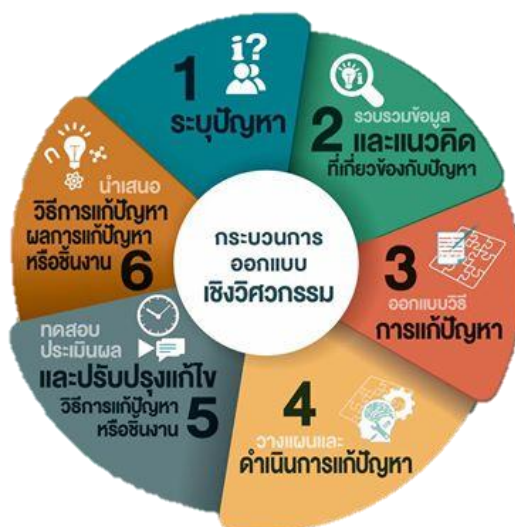 กระบวนการ
ออกแบบ
เชิงวิศวกรรม
i?
1
ระบุปัญหา
2
รวบรวมข้อมูล
และแนวคิด
ที่เกี่ยวข้องกับปัญหา
3
ออกแบบวิธี
การแก้ปัญหา
4
วางแผนและ
ดำเนินการแก้ปัญหา
ทดสอบ
ประเมินผล
และปรับปรุงแก้ไข
วิธีการแก้ปัญหา
หรือชิ้นงาน 5
นำเสนอ
วิธีการแก้ปัญหา
ผลการแก้ปัญหา
หรือชิ้นงาน 6